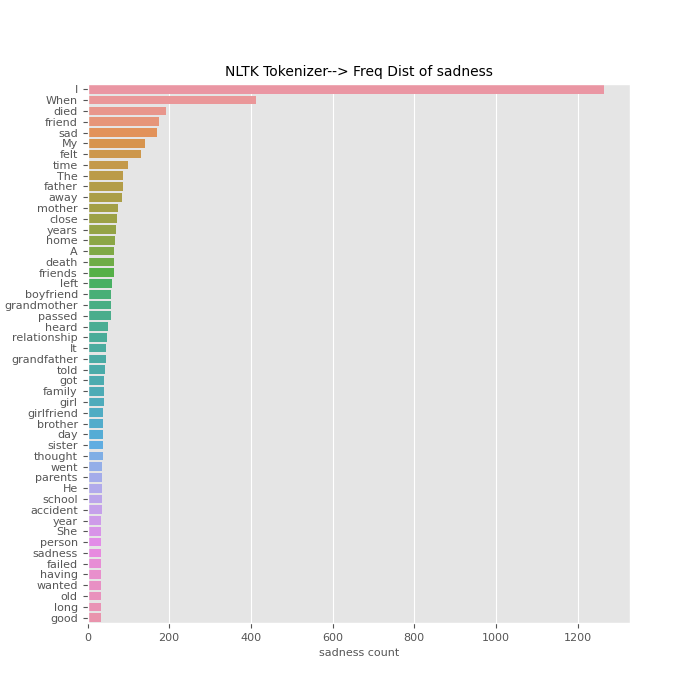 NLTK Tokenizer--> Freq Dist of sadness
I
When
died
friend
sad
My
felt
time
The
father
away
mother
close
years
home
A
death
friends
left
boyfriend
grandmother
passed
heard
relationship
It
grandfather
told
got
family
girl
girlfriend
brother
day
sister
thought
went
parents
He
school
accident
year
She
person
sadness
failed
having
wanted
old
long
good
0 200 400 600 800 1000 1200
sadness count